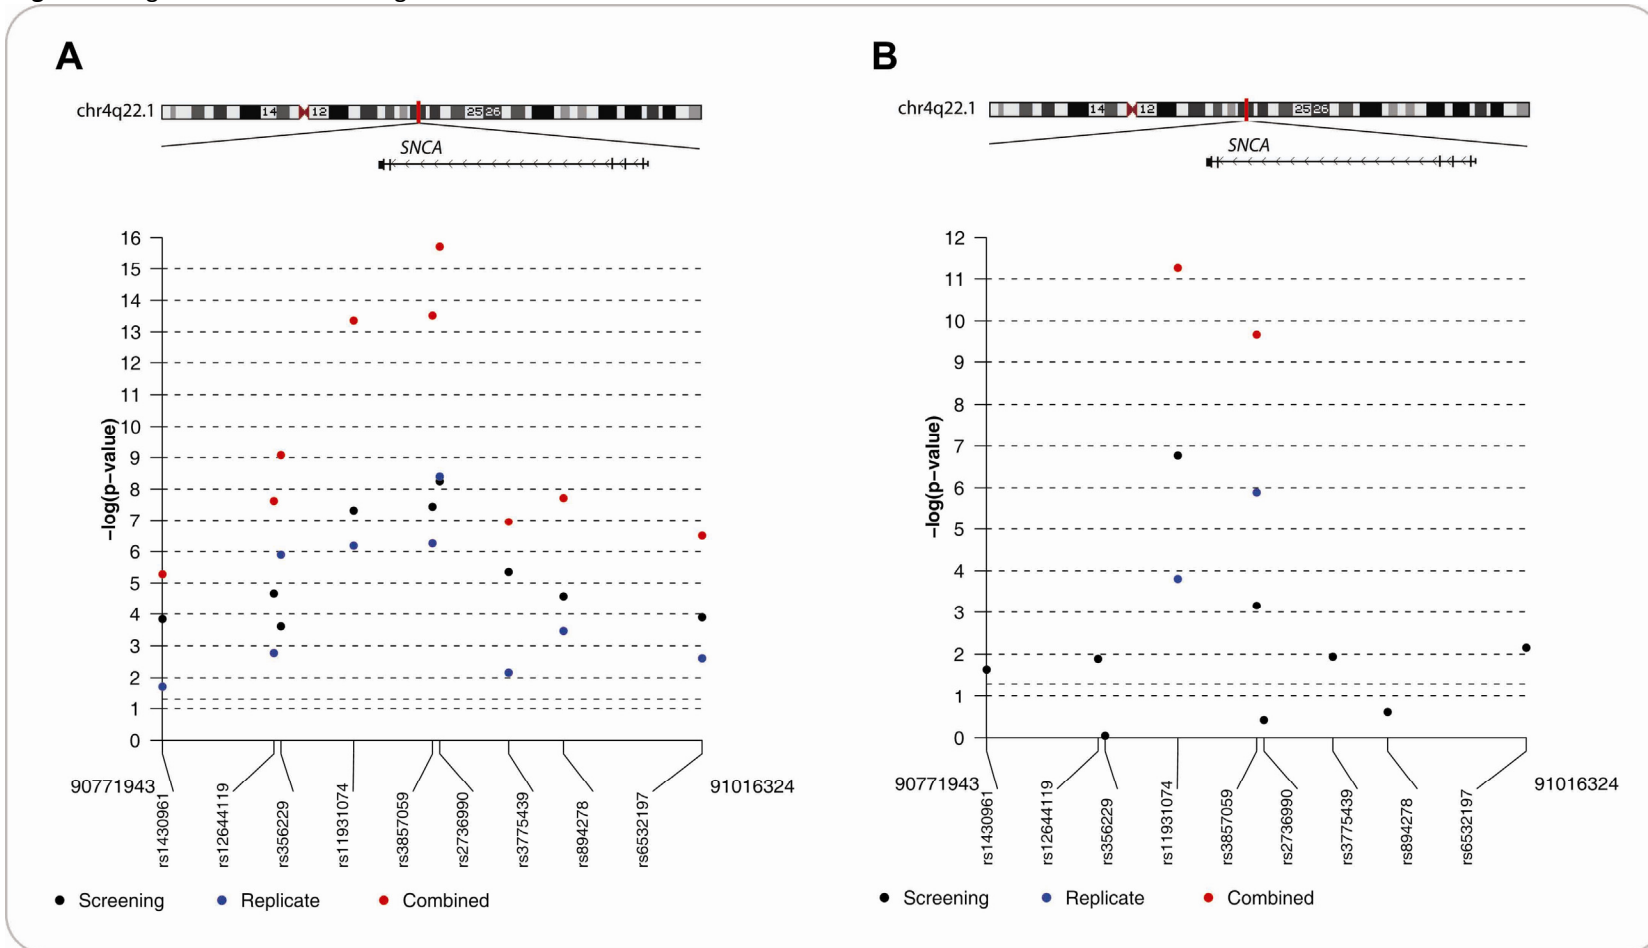 A
chr4q22.1
14 12 25 26
SNCA
16
15
14
13
12
11
10
9
8
7
6
5
4
3
2
1
0
−log(p−value)
90771943
91016324
rs1430961
rs12644119
rs356229
rs11931074
rs3857059
rs2736990
rs3775439
rs894278
rs6532197
Screening Replicate Combined
B
chr4q22.1
14 12 25 26
SNCA
12
11
10
9
8
7
6
5
4
3
2
1
0
−log(p−value)
90771943
91016324
rs1430961
rs12644119
rs356229
rs11931074
rs3857059
rs2736990
rs3775439
rs894278
rs6532197
Screening Replicate Combined